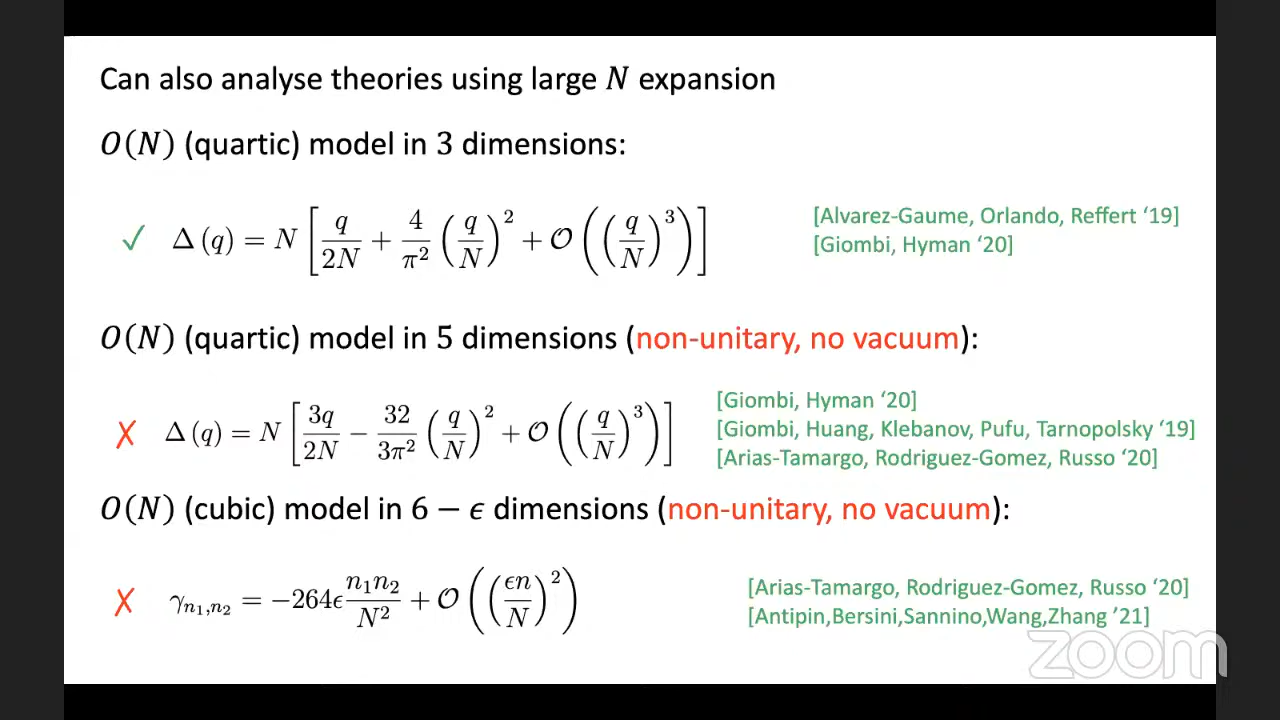 Can also analyse theories using large N expansion
O(N) (quartic) model in 3 dimensions:
✓ Δ(q) = N [ q/2N + 4/π² (q/N)² + 𝒪((q/N)³) ]
[Alvarez-Gaume, Orlando, Reffert ‘19]
[Giombi, Hyman ‘20]
O(N) (quartic) model in 5 dimensions (non-unitary, no vacuum):
✗ Δ(q) = N [ 3q/2N − 32/3π² (q/N)² + 𝒪((q/N)³) ]
[Giombi, Hyman ‘20]
[Giombi, Huang, Klebanov, Pufu, Tarnopolsky ‘19]
[Arias-Tamargo, Rodriguez-Gomez, Russo ‘20]
O(N) (cubic) model in 6 − ϵ dimensions (non-unitary, no vacuum):
✗ γₙ₁,ₙ₂ = −264ϵ n₁n₂/N² + 𝒪((ϵn/N)²)
[Arias-Tamargo, Rodriguez-Gomez, Russo ‘20]
[Antipin,Bersini,Sannino,Wang,Zhang ’21]
zoom